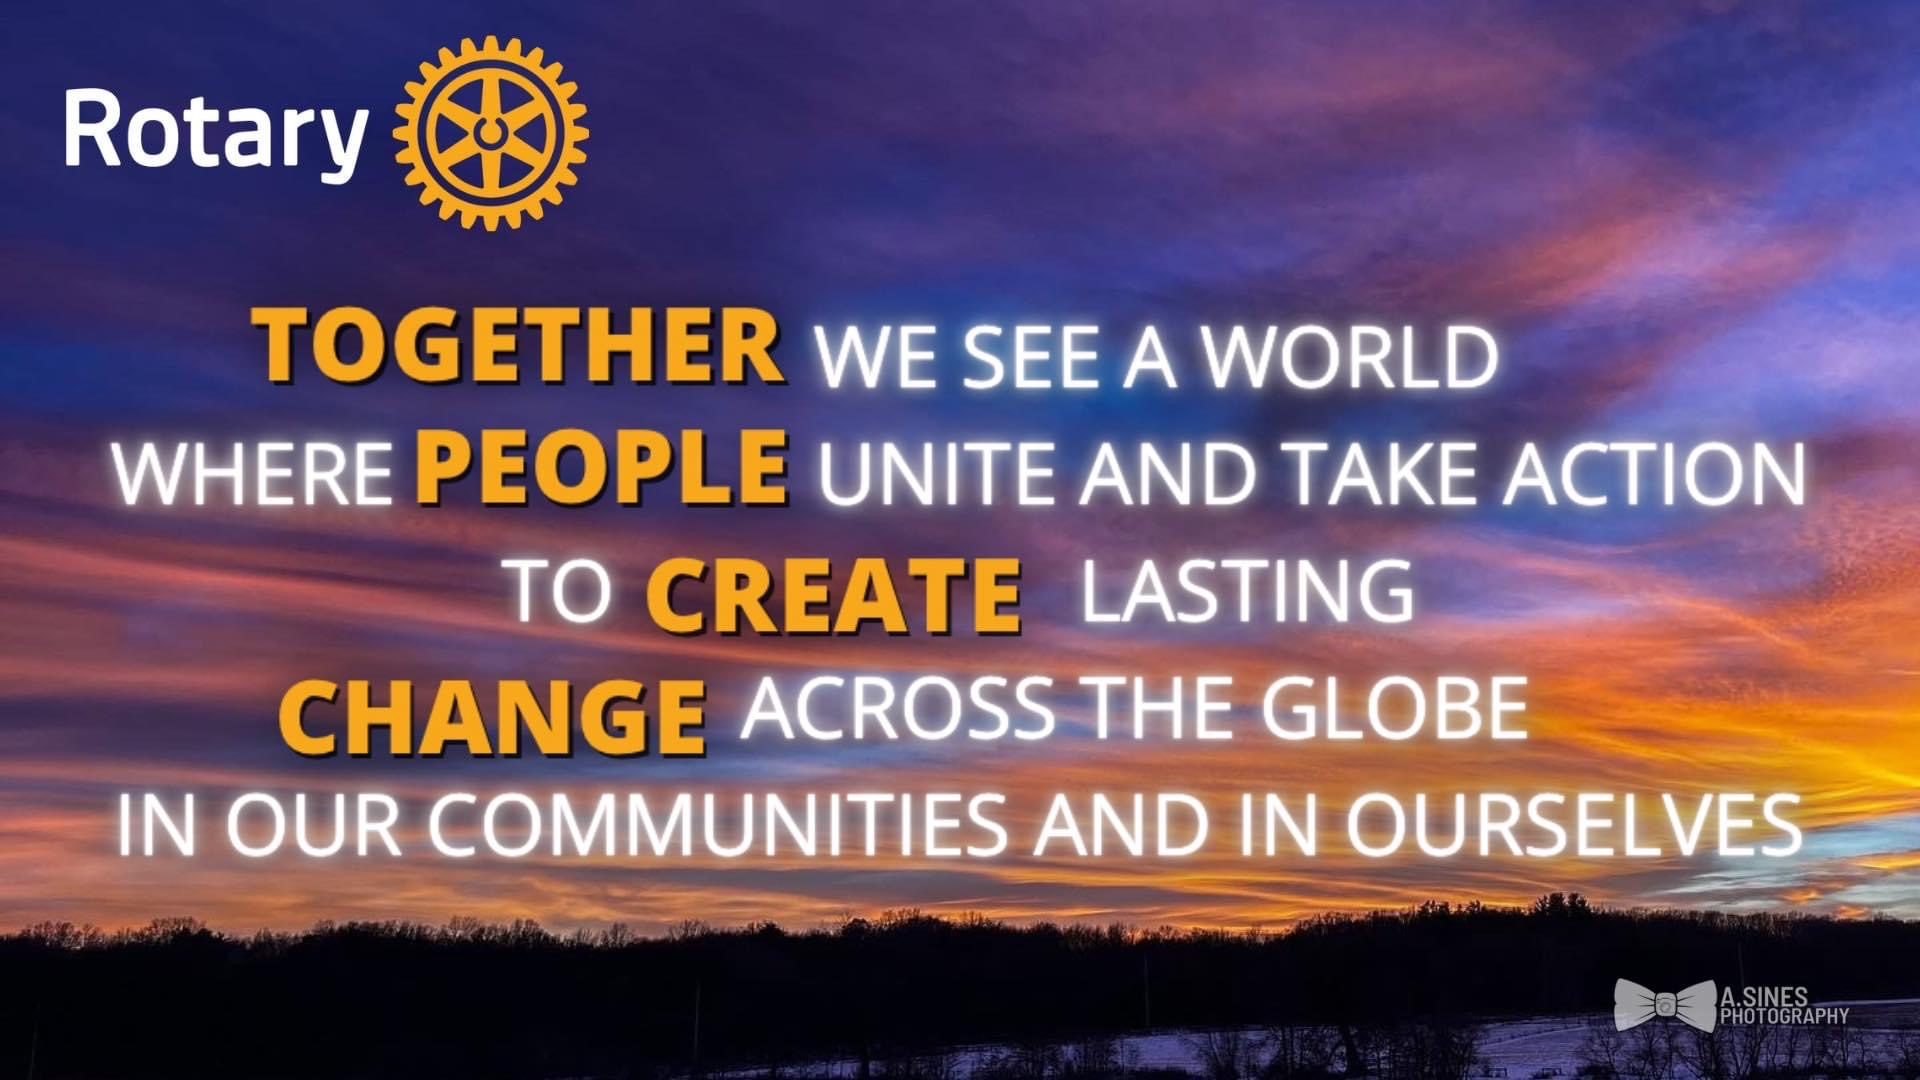 Rotary
TOGETHER WE SEE A WORLD
WHERE PEOPLE UNITE AND TAKE ACTION
TO CREATE LASTING
CHANGE ACROSS THE GLOBE
IN OUR COMMUNITIES AND IN OURSELVES
A.SINES
PHOTOGRAPHY